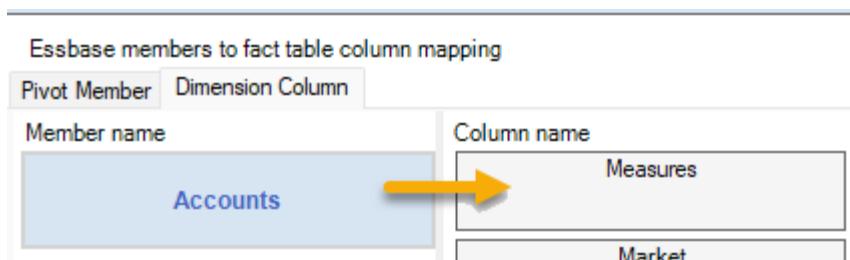 Essbase members to fact table column mapping
Pivot Member Dimension Column
Member name Column name
Accounts Measures
Market